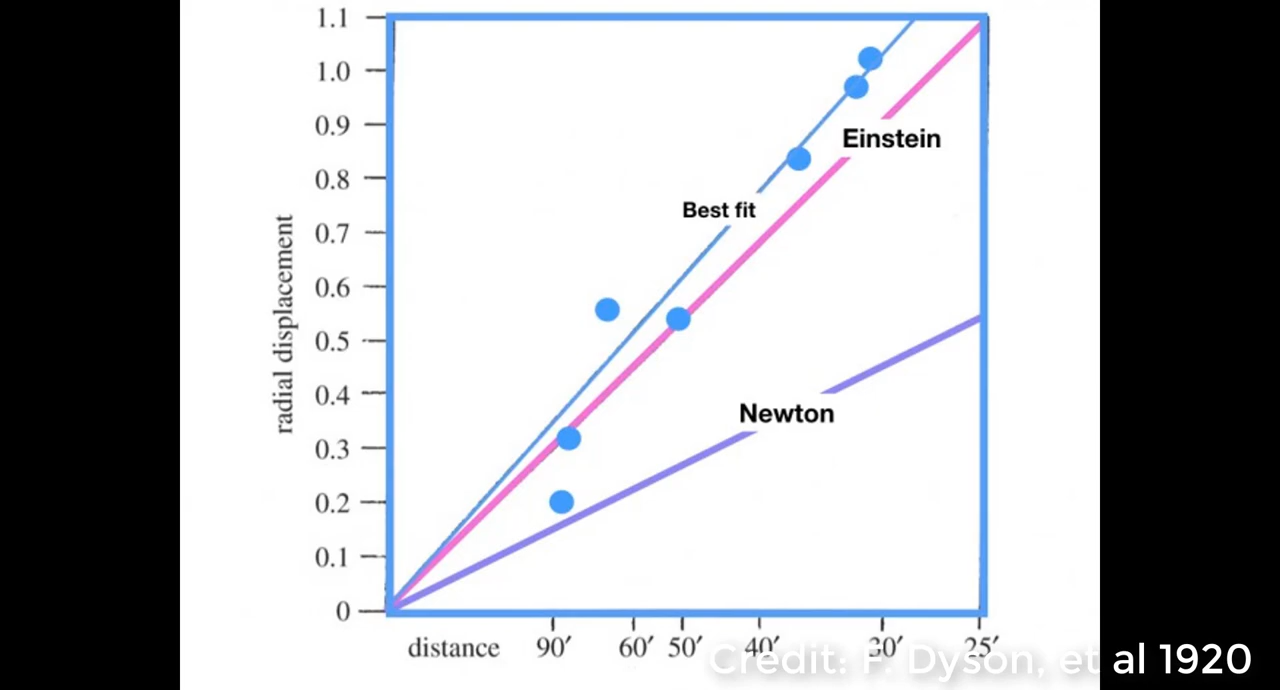 1.1
1.0
0.9
0.8
0.7
0.6
0.5
0.4
0.3
0.2
0.1
0
radial displacement
Einstein
Best fit
Newton
distance 90′ 60′ 50′ 40′ 30′ 25′
Credit: F. Dyson, et al 1920